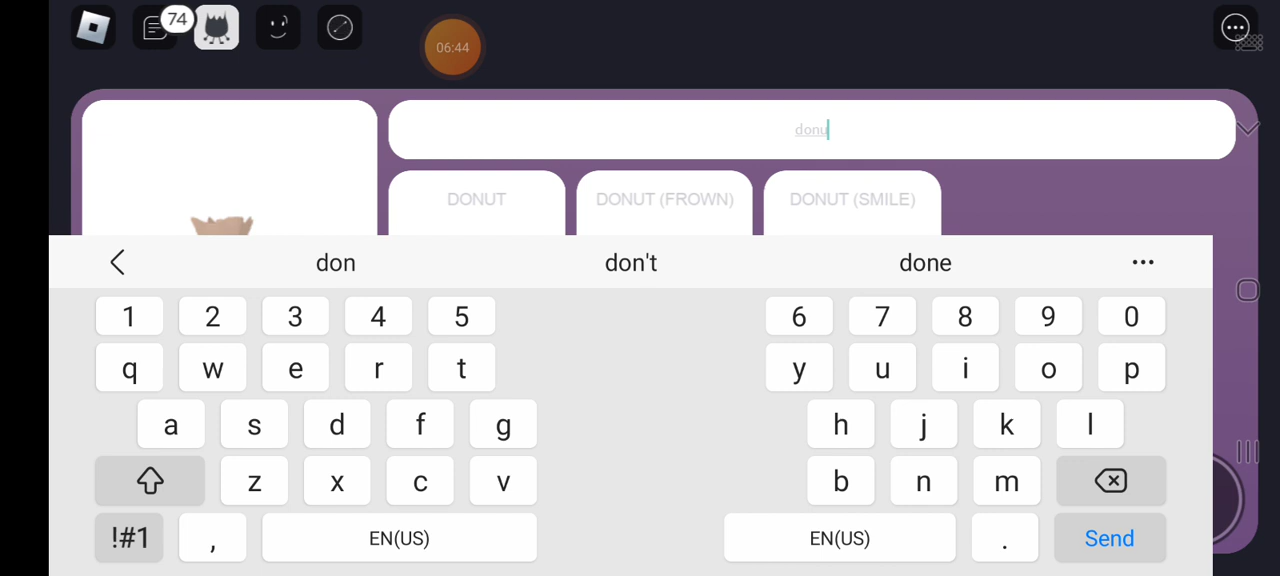 74
06:44
donu
DONUT DONUT (FROWN) DONUT (SMILE)
don don't done
1 2 3 4 5 6 7 8 9 0
q w e r t y u i o p
a s d f g h j k l
z x c v b n m
!#1 , EN(US) EN(US) . Send